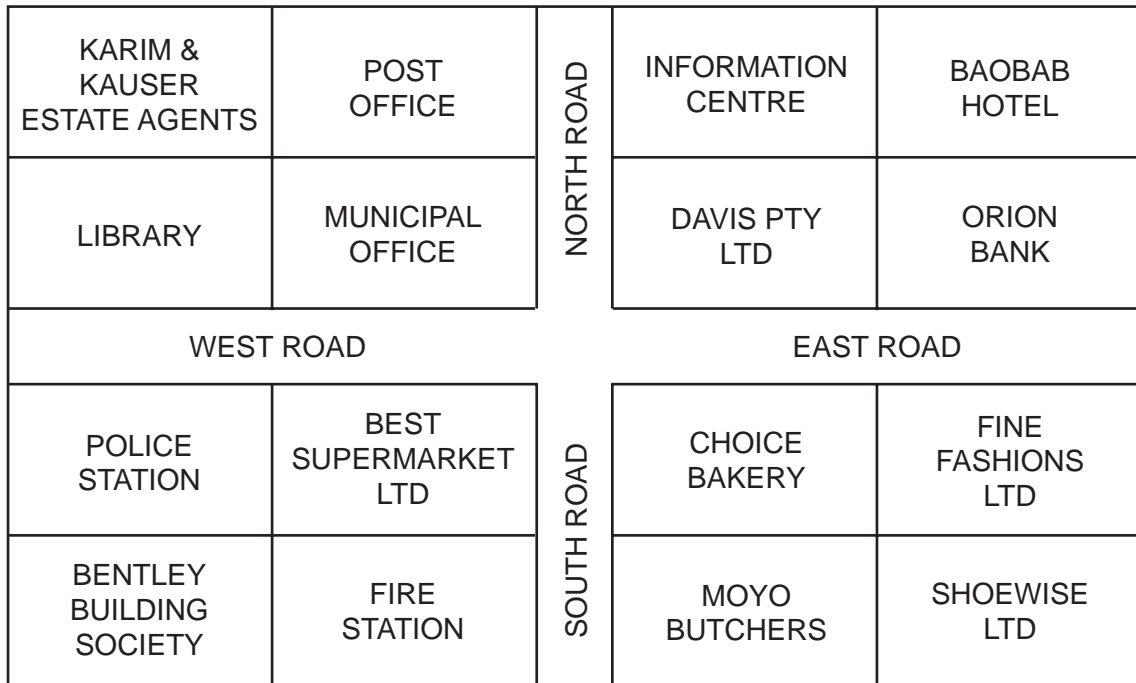 KARIM &
KAUSER
ESTATE AGENTS
POST
OFFICE
NORTH ROAD
INFORMATION
CENTRE
BAOBAB
HOTEL
LIBRARY
MUNICIPAL
OFFICE
DAVIS PTY
LTD
ORION
BANK
WEST ROAD
EAST ROAD
POLICE
STATION
BEST
SUPERMARKET
LTD
SOUTH ROAD
CHOICE
BAKERY
FINE
FASHIONS
LTD
BENTLEY
BUILDING
SOCIETY
FIRE
STATION
MOYO
BUTCHERS
SHOEWISE
LTD